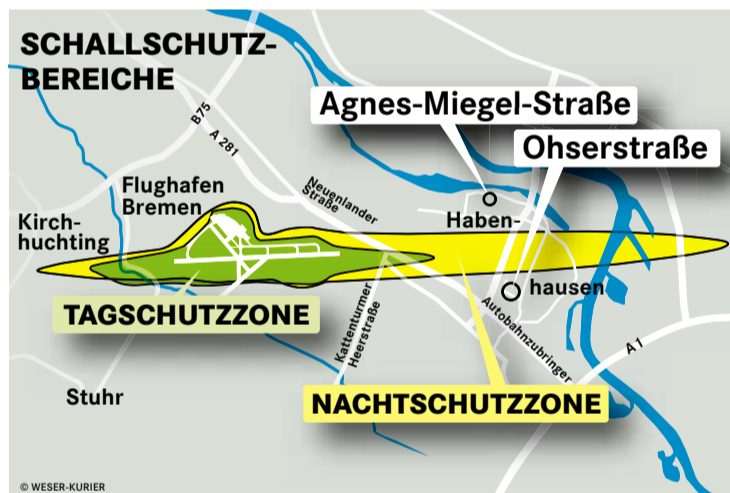 SCHALLSCHUTZ-
BEREICHE
Agnes-Miegel-Straße
Ohserstraße
B75
A 281
Flughafen
Bremen
Neuenlander
Straße
Kirch-
huchting
Haben-
hausen
TAGSCHUTZZONE
Kattenturmer
Heerstraße
Autobahnzubringer
A 1
Stuhr
NACHTSCHUTZZONE
© WESER-KURIER